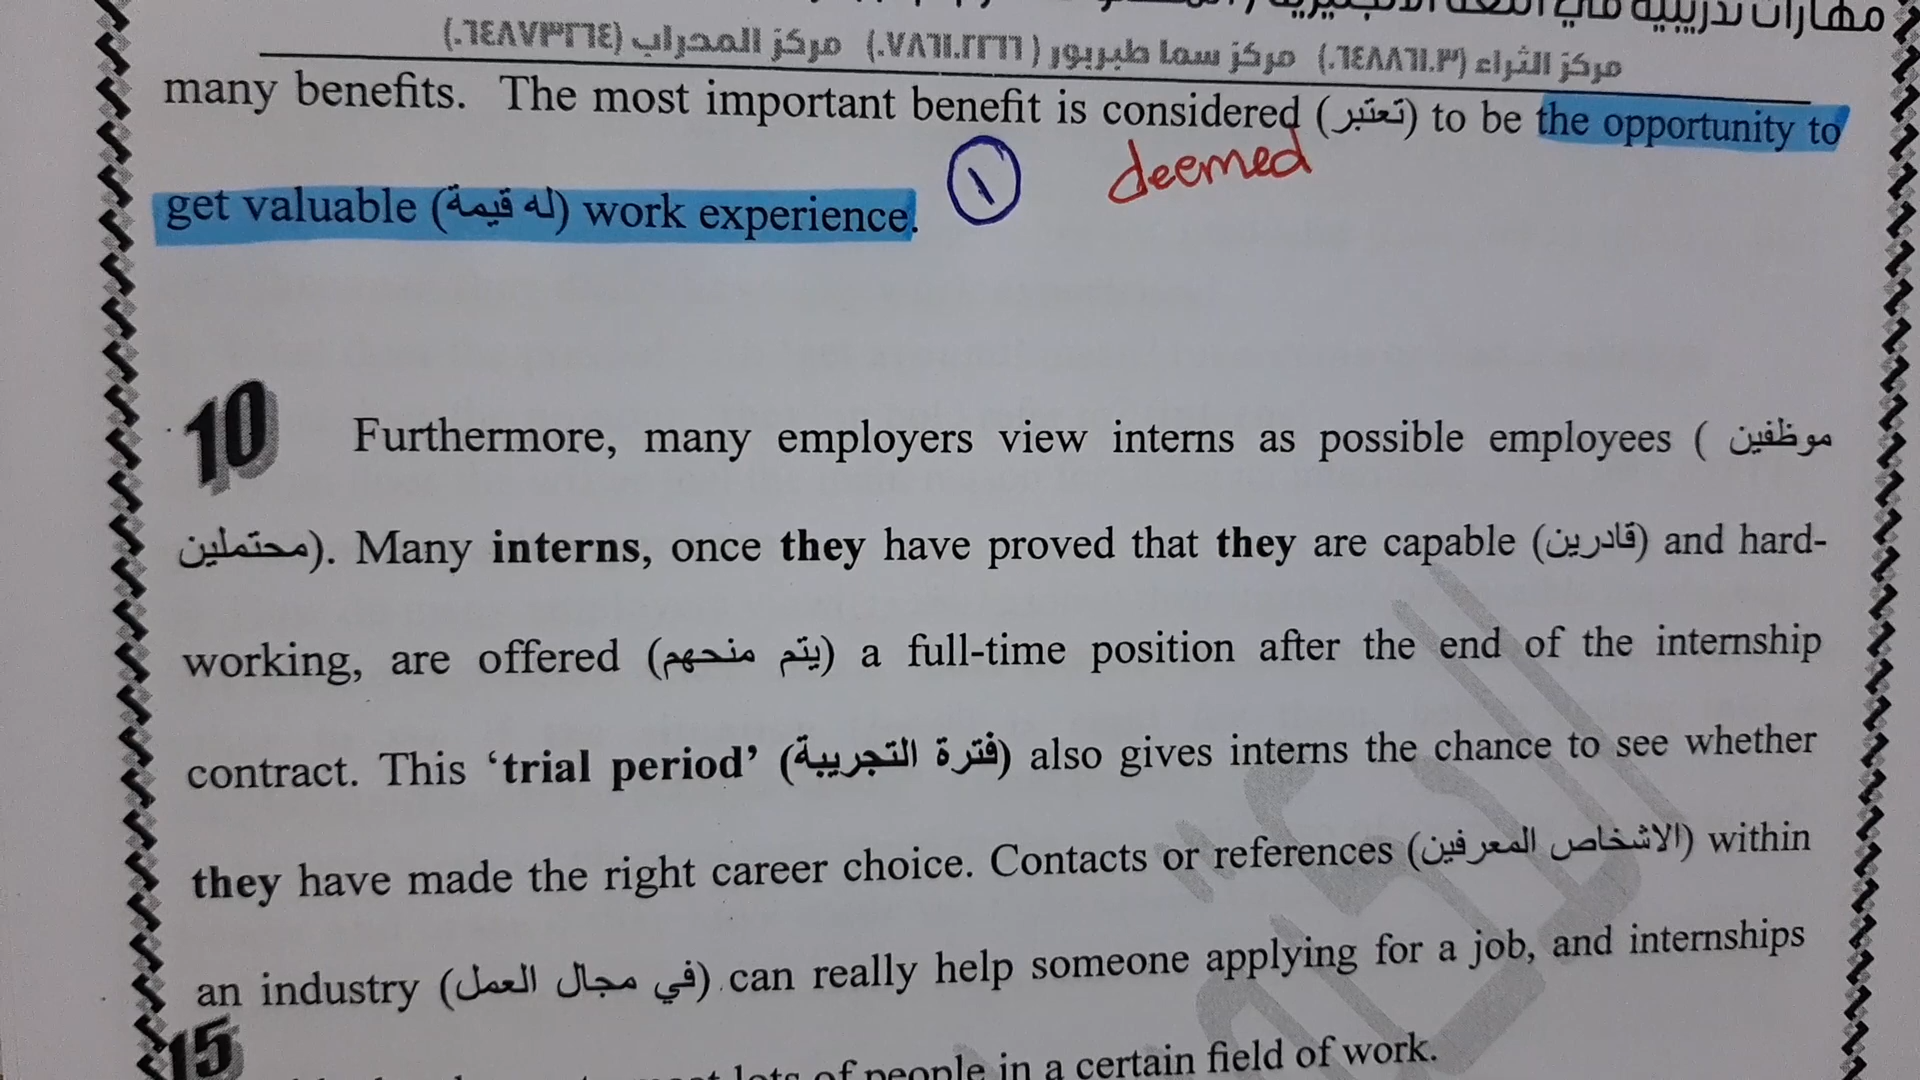 مهارات تدريبية في اللغة الانجليزية
مركز الثراء (٠٦٤٨٨٦١٠٣) مركز سما طبربور (٠٧٨٦١٠٢٢٦٦) مركز المحراب (٠٦٤٨٧٣٢٦٤)
many benefits. The most important benefit is considered (تعتبر) to be the opportunity to
deemed
get valuable (له قيمة) work experience. ١
10 Furthermore, many employers view interns as possible employees ( موظفين
محتملين). Many interns, once they have proved that they are capable (قادرين) and hard-
working, are offered (يتم منحهم) a full-time position after the end of the internship
contract. This ‘trial period’ (فترة التجريبية) also gives interns the chance to see whether
they have made the right career choice. Contacts or references (الاشخاص المعرفين) within
an industry (في مجال العمل) can really help someone applying for a job, and internships
15 lots of people in a certain field of work.